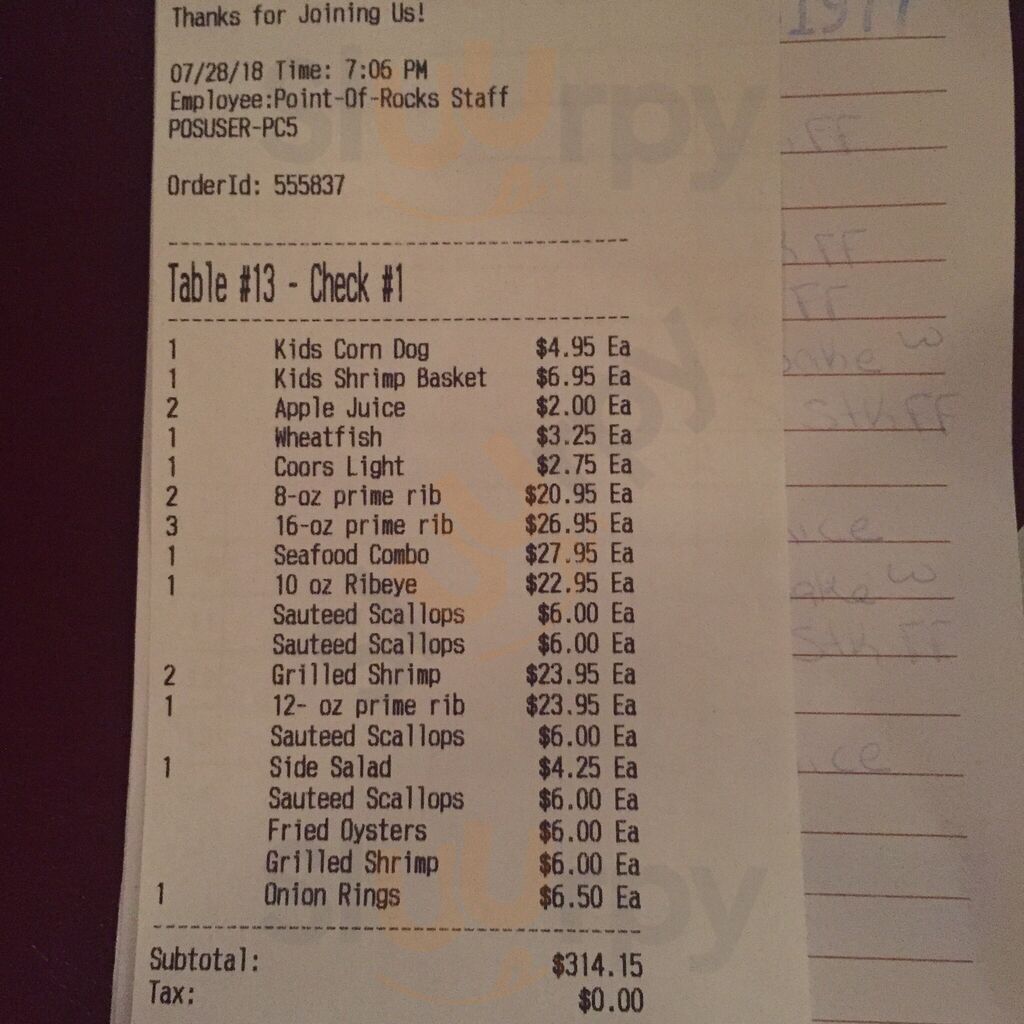 Thanks for Joining Us!
07/28/18 Time: 7:06 PM
Employee:Point-Of-Rocks Staff
POSUSER-PC5
OrderId: 555837
Table #13 - Check #1
1 Kids Corn Dog $4.95 Ea
1 Kids Shrimp Basket $6.95 Ea
2 Apple Juice $2.00 Ea
1 Wheatfish $3.25 Ea
1 Coors Light $2.75 Ea
2 8-oz prime rib $20.95 Ea
3 16-oz prime rib $26.95 Ea
1 Seafood Combo $27.95 Ea
1 10 oz Ribeye $22.95 Ea
Sauteed Scallops $6.00 Ea
Sauteed Scallops $6.00 Ea
2 Grilled Shrimp $23.95 Ea
1 12- oz prime rib $23.95 Ea
Sauteed Scallops $6.00 Ea
1 Side Salad $4.25 Ea
Sauteed Scallops $6.00 Ea
Fried Oysters $6.00 Ea
Grilled Shrimp $6.00 Ea
1 Onion Rings $6.50 Ea
Subtotal: $314.15
Tax: $0.00
slurpy